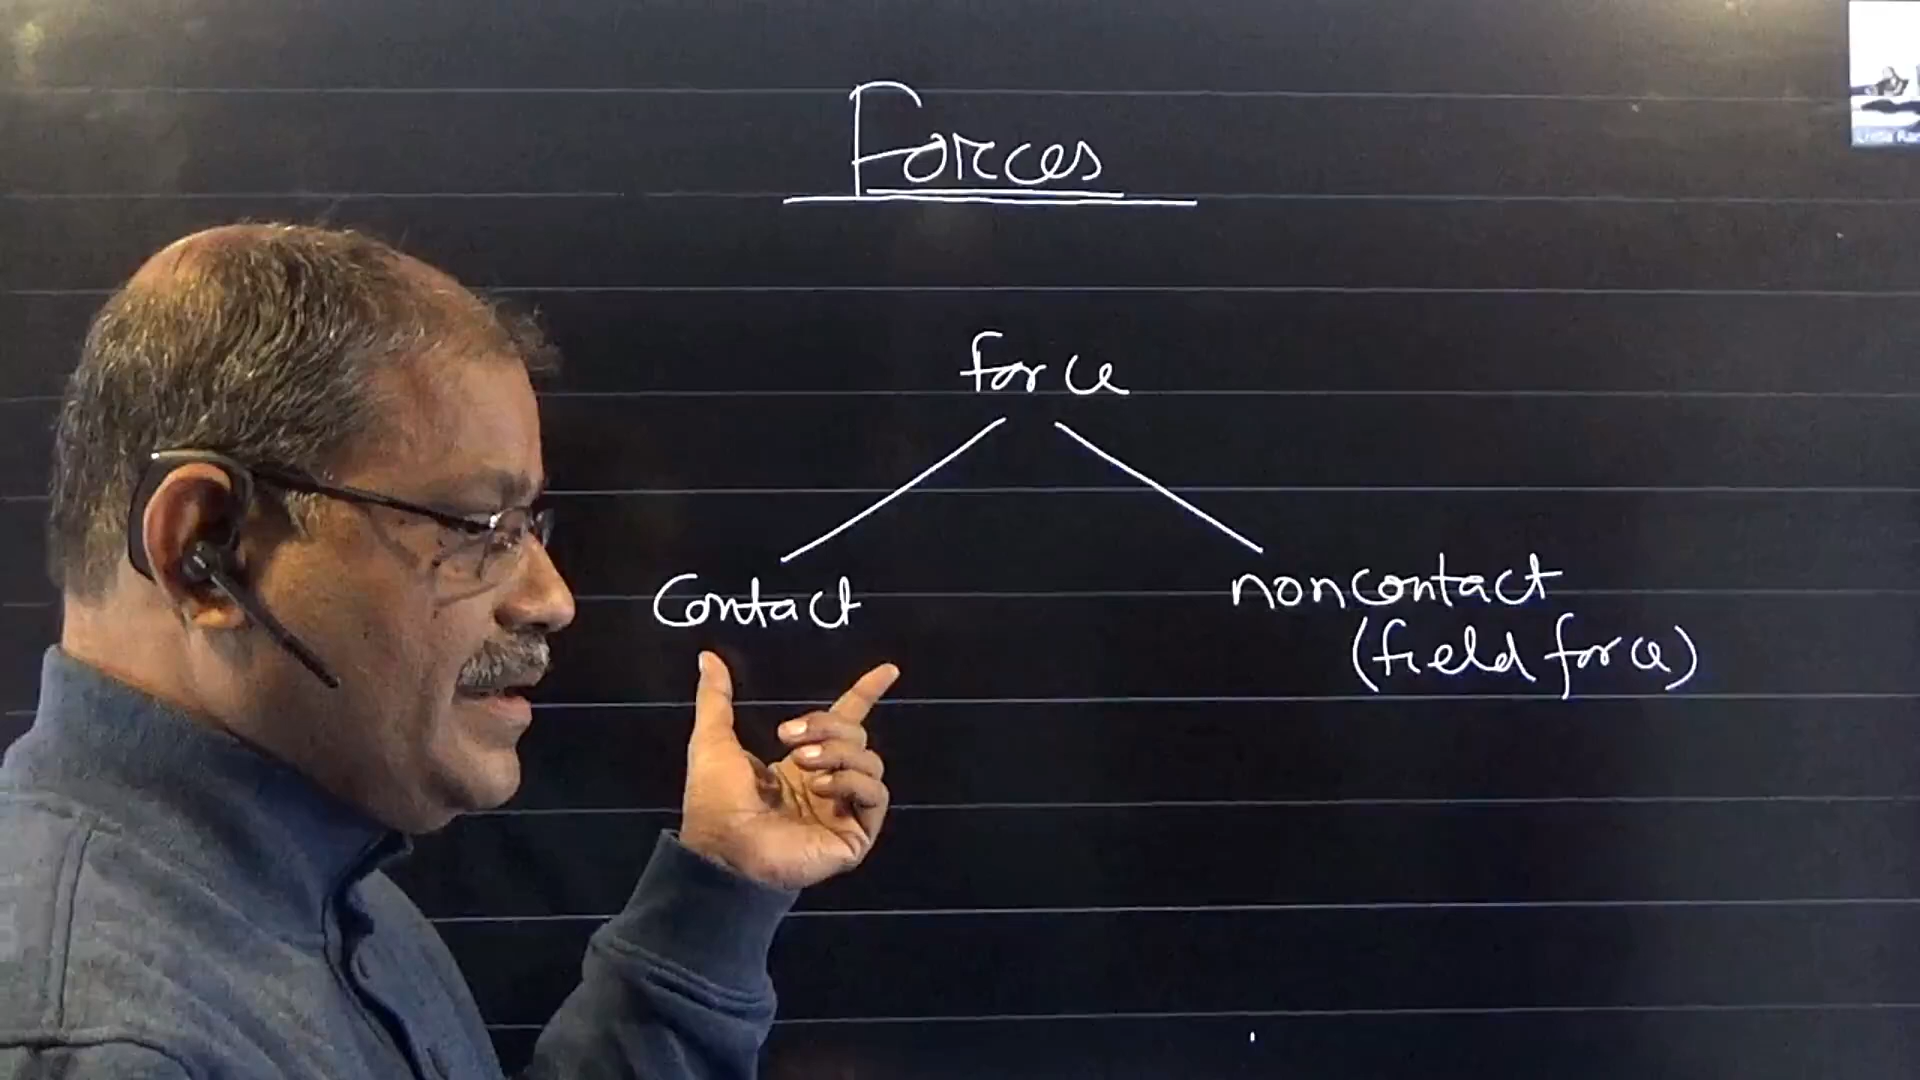 Forces
force
Contact
noncontact
(field force)